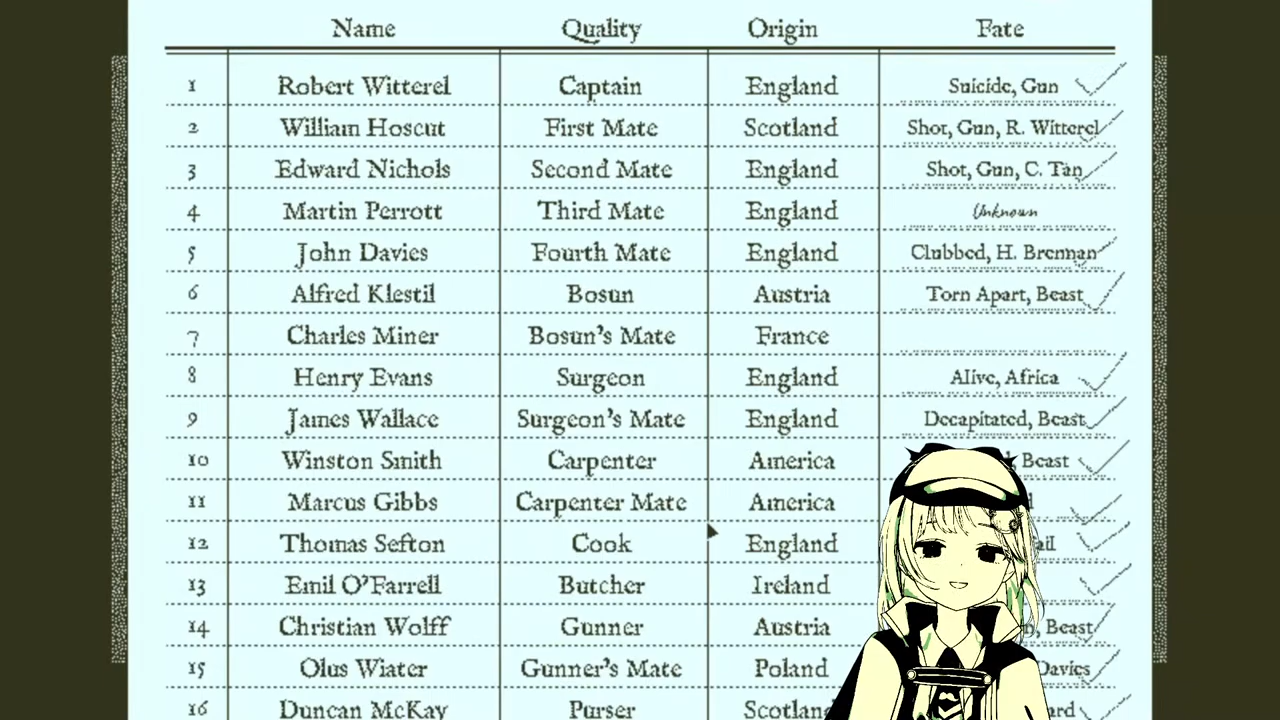 Name Quality Origin Fate
1 Robert Witterel Captain England Suicide, Gun
2 William Hoscut First Mate Scotland Shot, Gun, R. Witterel
3 Edward Nichols Second Mate England Shot, Gun, C. Tan
4 Martin Perrott Third Mate England Unknown
5 John Davies Fourth Mate England Clubbed, H. Brennan
6 Alfred Klestil Bosun Austria Torn Apart, Beast
7 Charles Miner Bosun's Mate France
8 Henry Evans Surgeon England Alive, Africa
9 James Wallace Surgeon's Mate England Decapitated, Beast
10 Winston Smith Carpenter America Beast
11 Marcus Gibbs Carpenter Mate America
12 Thomas Sefton Cook England
13 Emil O'Farrell Butcher Ireland
14 Christian Wolff Gunner Austria Beast
15 Olus Wiater Gunner's Mate Poland Davies
16 Duncan McKay Purser Scotland